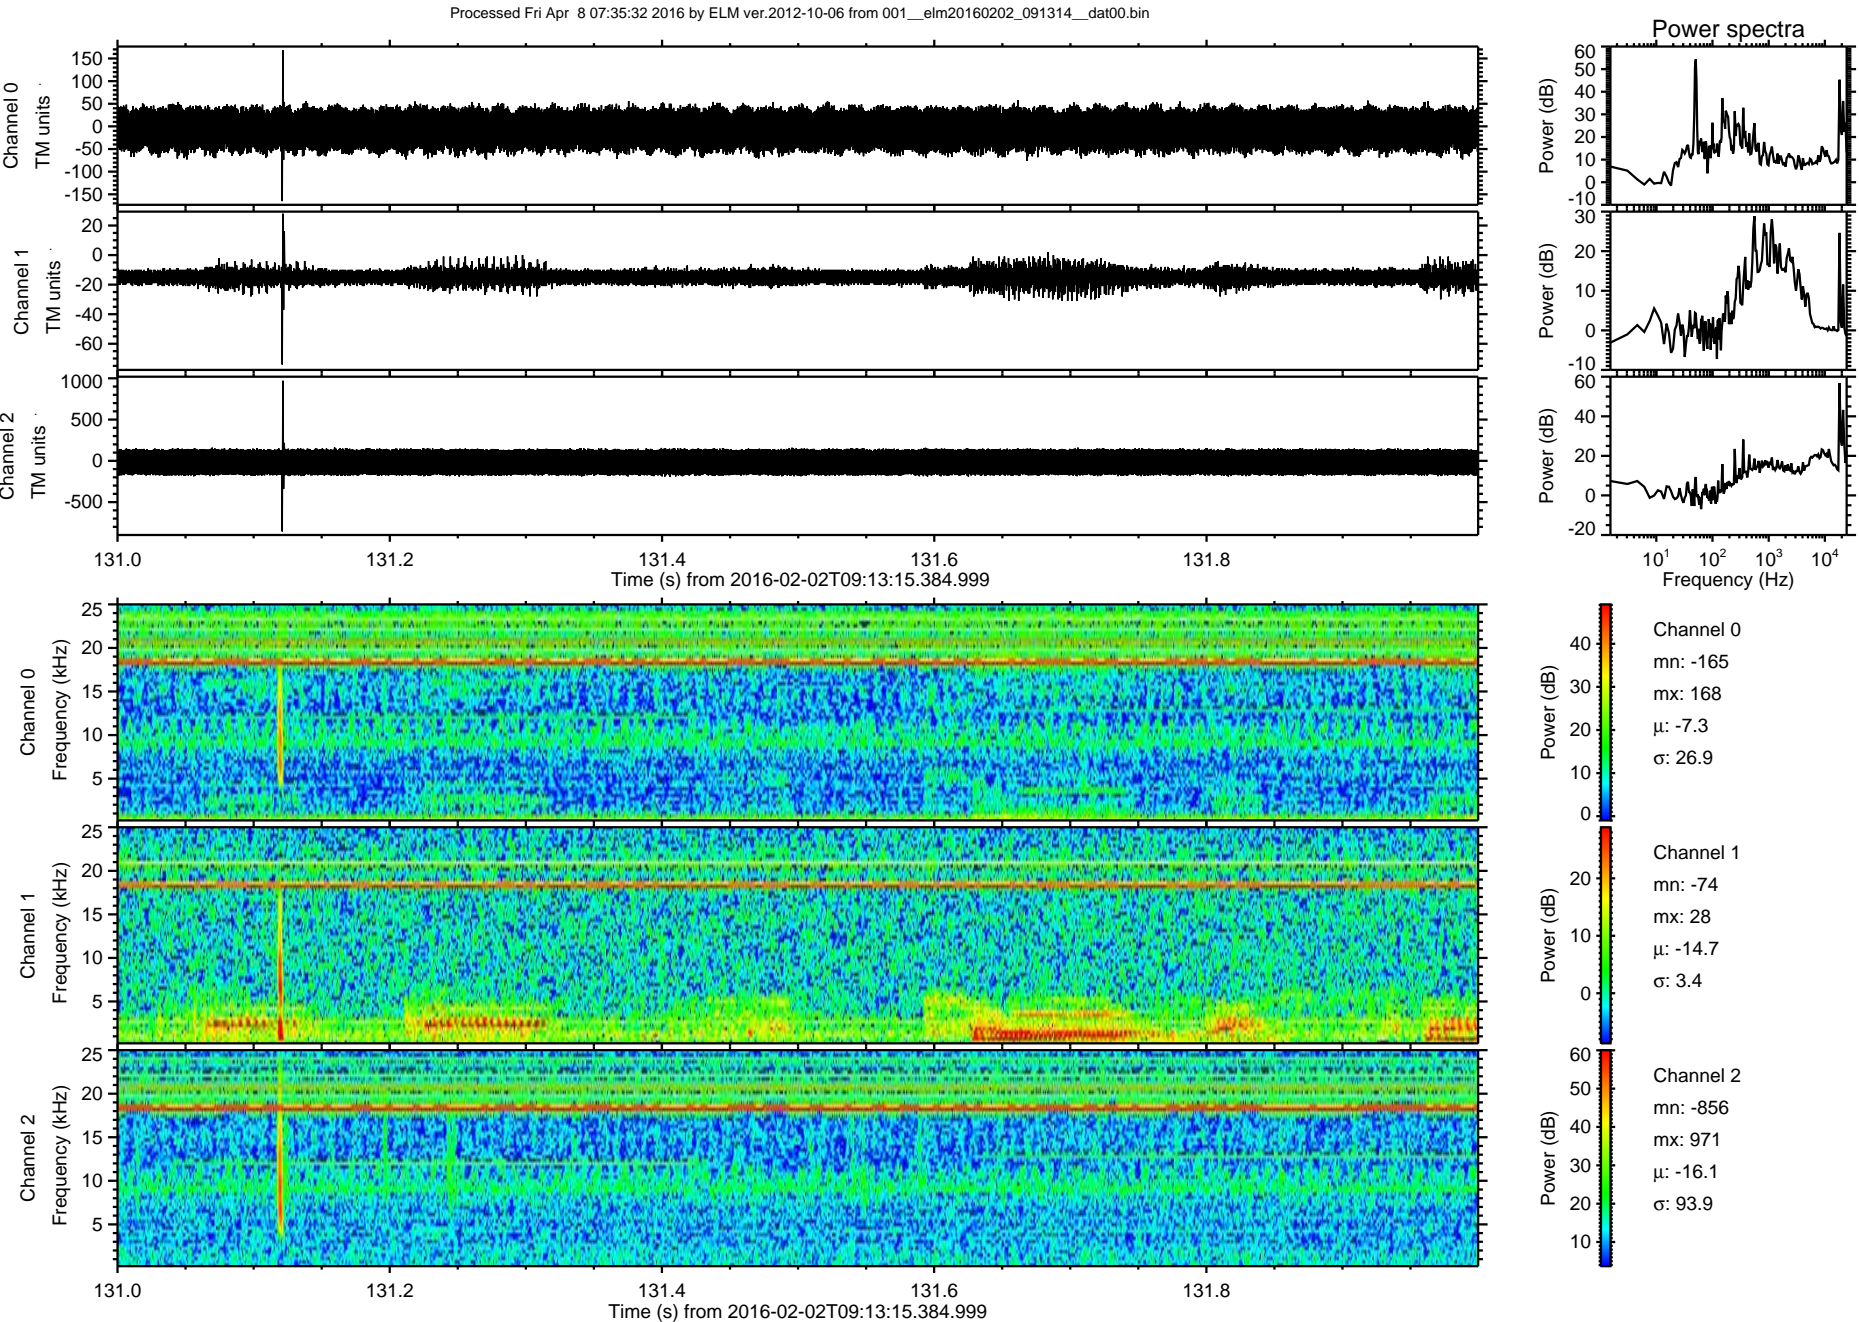 Processed Fri Apr  8 07:35:32 2016 by ELM ver.2012-10-06 from 001__elm20160202_091314__dat00.bin
Power spectra
Channel 0
TM units
150
100
50
0
-50
-100
-150
Power (dB)
60
50
40
30
20
10
0
-10
Channel 1
TM units
20
0
-20
-40
-60
Power (dB)
30
20
10
0
-10
Channel 2
TM units
1000
500
0
-500
Power (dB)
60
40
20
0
-20
131.0 131.2 131.4 131.6 131.8
Time (s) from 2016-02-02T09:13:15.384.999
10^1 10^2 10^3 10^4
Frequency (Hz)
Channel 0
Frequency (kHz)
25
20
15
10
5
Power (dB)
40
30
20
10
0
Channel 0
mn: -165
mx: 168
μ: -7.3
σ: 26.9
Channel 1
Frequency (kHz)
25
20
15
10
5
Power (dB)
20
10
0
Channel 1
mn: -74
mx: 28
μ: -14.7
σ: 3.4
Channel 2
Frequency (kHz)
25
20
15
10
5
Power (dB)
60
50
40
30
20
10
Channel 2
mn: -856
mx: 971
μ: -16.1
σ: 93.9
131.0 131.2 131.4 131.6 131.8
Time (s) from 2016-02-02T09:13:15.384.999